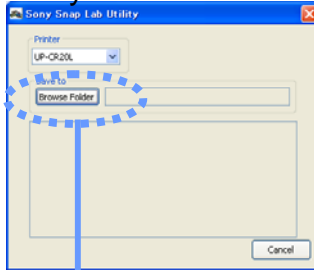 Sony Snap Lab Utility
Printer
UP-CR20L
Save to
Browse Folder
Cancel